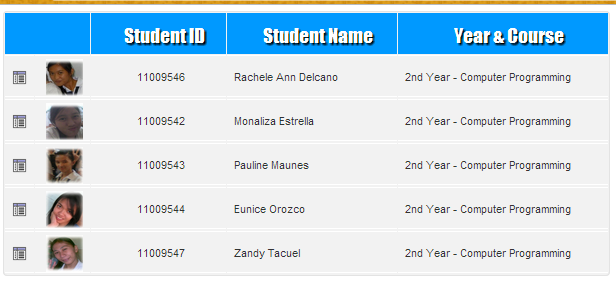 Student ID Student Name Year & Course
11009546 Rachele Ann Delcano 2nd Year - Computer Programming
11009542 Monaliza Estrella 2nd Year - Computer Programming
11009543 Pauline Maunes 2nd Year - Computer Programming
11009544 Eunice Orozco 2nd Year - Computer Programming
11009547 Zandy Tacuel 2nd Year - Computer Programming